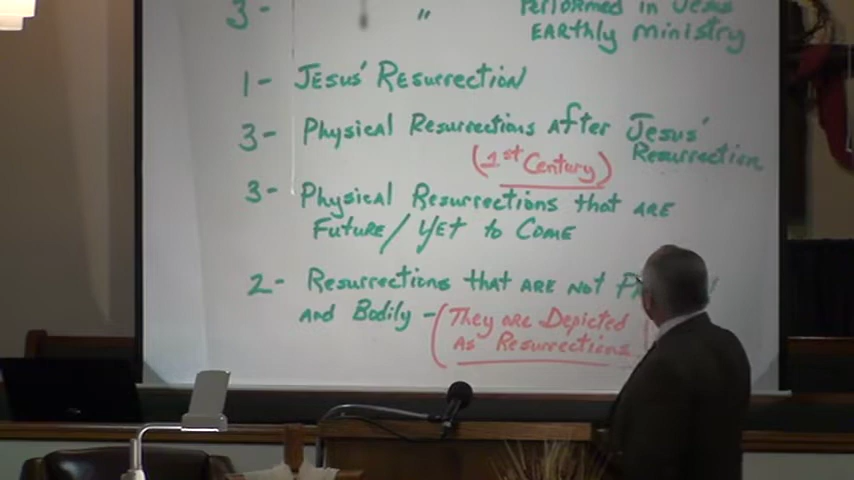 3 - " Performed in Jesus
Earthly Ministry
1 - Jesus' Resurrection
3 - Physical Resurrections After Jesus'
Resurrection
(1st Century)
3 - Physical Resurrections that are
Future/Yet to Come
2 - Resurrections that are not
and Bodily - (They are Depicted
As Resurrections